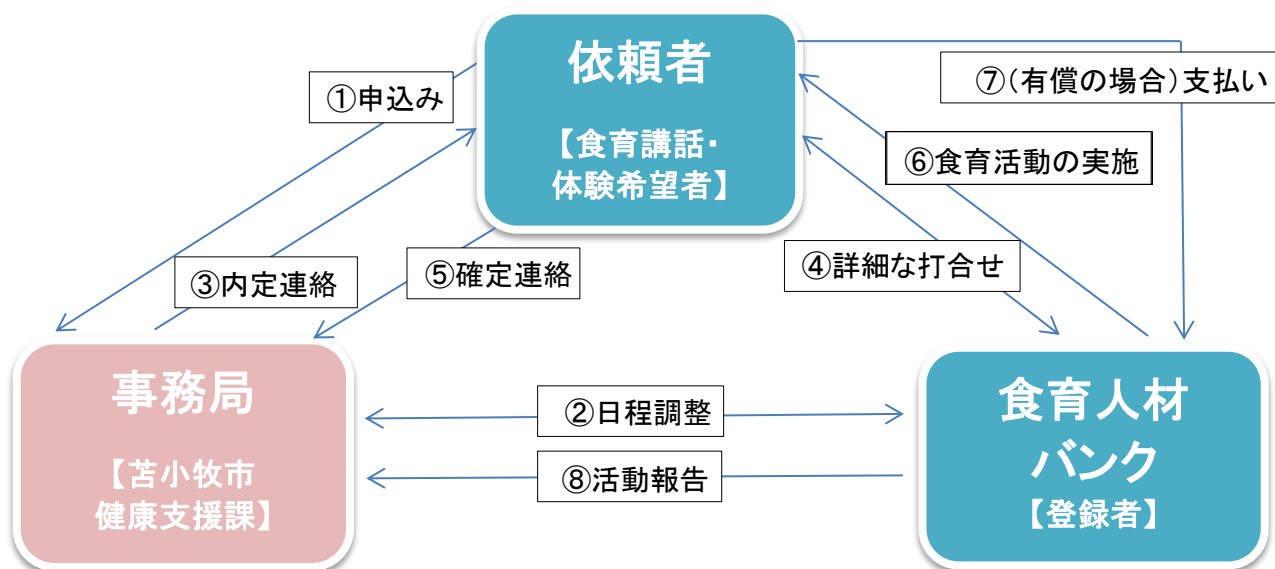 依頼者
【食育講話・
体験希望者】
①申込み
⑦(有償の場合)支払い
⑥食育活動の実施
③内定連絡
⑤確定連絡
④詳細な打合せ
事務局
【苫小牧市
健康支援課】
②日程調整
⑧活動報告
食育人材
バンク
【登録者】